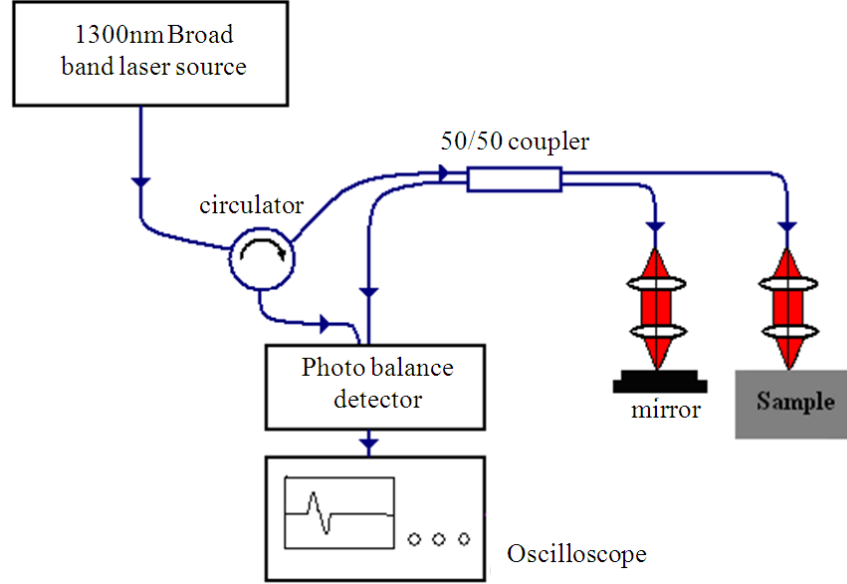 1300nm Broad
band laser source
50/50 coupler
circulator
Photo balance
detector
mirror
Sample
Oscilloscope